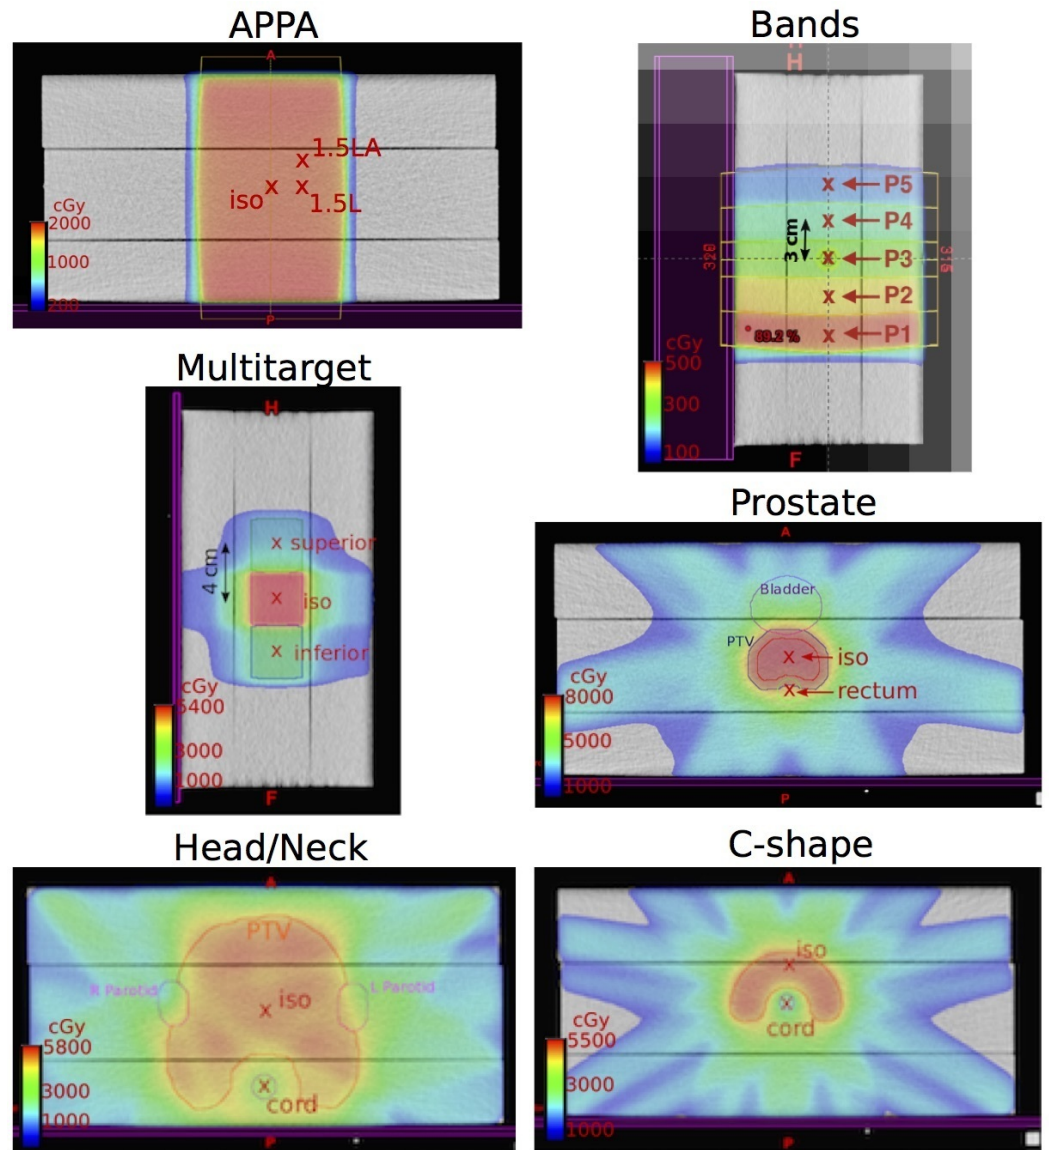 APPA
A
1.5LA
iso
1.5L
cGy
2000
1000
200
P
Bands
H
P5
P4
3 cm
P3
P2
P1
89.2 %
cGy
500
300
100
F
Multitarget
H
superior
4 cm
iso
inferior
cGy
5400
3000
1000
F
Prostate
A
Bladder
PTV
iso
rectum
cGy
8000
5000
1000
P
Head/Neck
A
PTV
R Parotid
L Parotid
iso
cGy
5800
3000
1000
cord
P
C-shape
A
iso
cord
cGy
5500
3000
1000
P